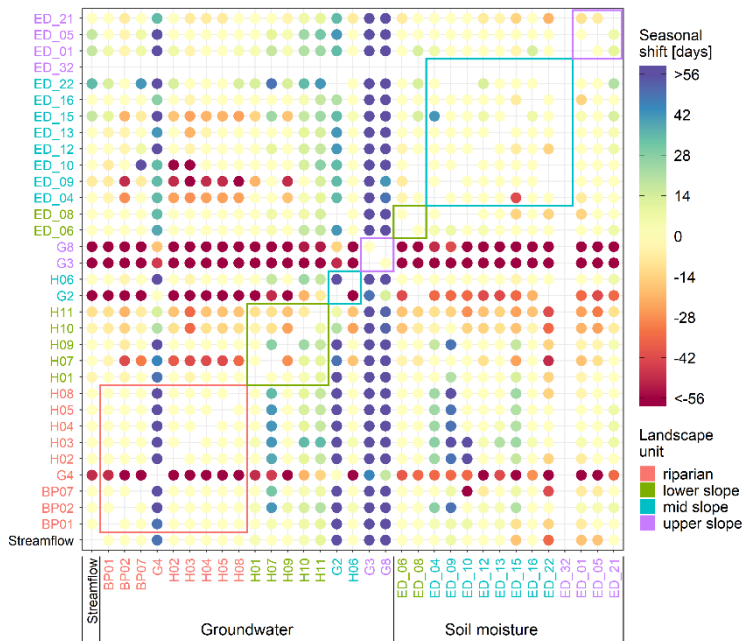 ED_21
ED_05
ED_01
ED_32
ED_22
ED_16
ED_15
ED_13
ED_12
ED_10
ED_09
ED_04
ED_08
ED_06
G8
G3
H06
G2
H11
H10
H09
H07
H01
H08
H05
H04
H03
H02
G4
BP07
BP02
BP01
Streamflow
Streamflow
BP01
BP02
BP07
G4
H02
H03
H04
H05
H08
H01
H07
H09
H10
H11
G2
H06
G3
G8
ED_06
ED_08
ED_04
ED_09
ED_10
ED_12
ED_13
ED_15
ED_16
ED_22
ED_32
ED_01
ED_05
ED_21
Groundwater
Soil moisture
Seasonal
shift [days]
>56
42
28
14
0
-14
-28
-42
<-56
Landscape
unit
riparian
lower slope
mid slope
upper slope